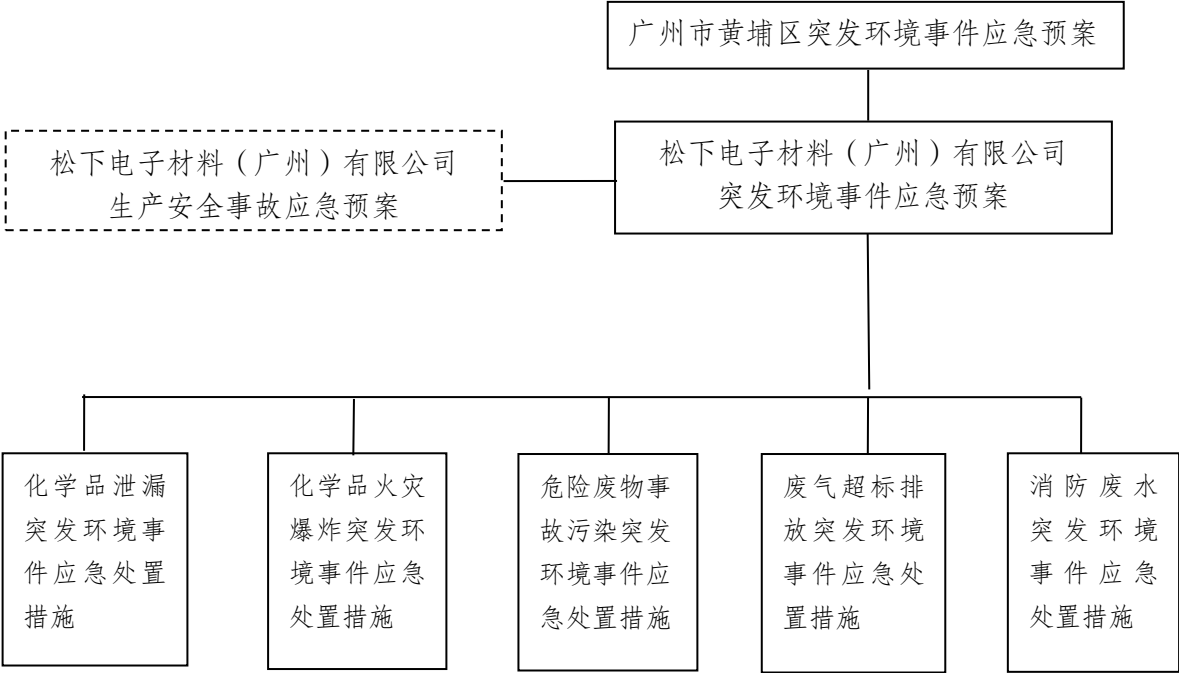 广州市黄埔区突发环境事件应急预案
松下电子材料（广州）有限公司
生产安全事故应急预案
松下电子材料（广州）有限公司
突发环境事件应急预案
化学品泄漏
突发环境事
件应急处置
措施
化学品火灾
爆炸突发环
境事件应急
处置措施
危险废物事
故污染突发
环境事件应
急处置措施
废气超标排
放突发环境
事件应急处
置措施
消防废水
突发环境
事件应急
处置措施